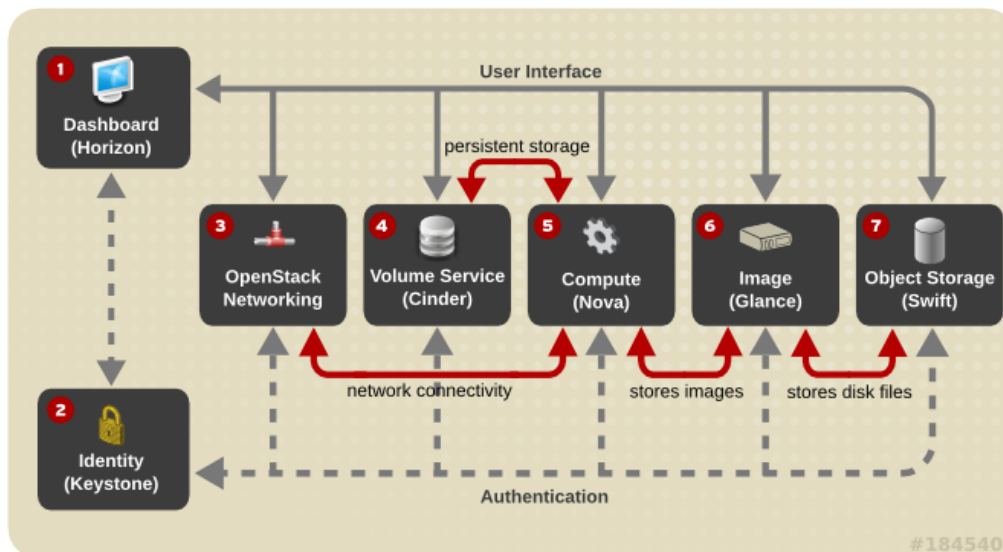 1
Dashboard
(Horizon)
User Interface
persistent storage
3
OpenStack
Networking
4
Volume Service
(Cinder)
5
Compute
(Nova)
6
Image
(Glance)
7
Object Storage
(Swift)
network connectivity
stores images
stores disk files
2
Identity
(Keystone)
Authentication
#184540